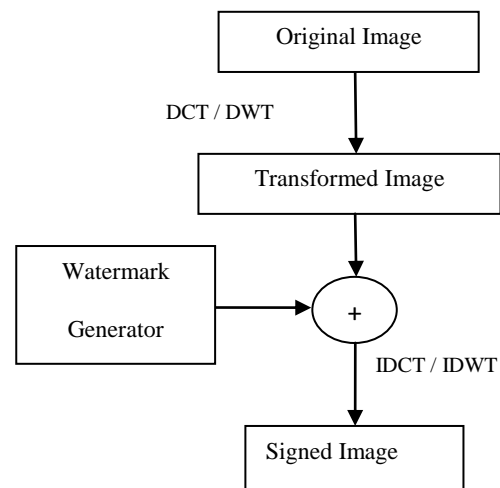 Original Image
DCT / DWT
Transformed Image
Watermark
Generator
+
IDCT / IDWT
Signed Image